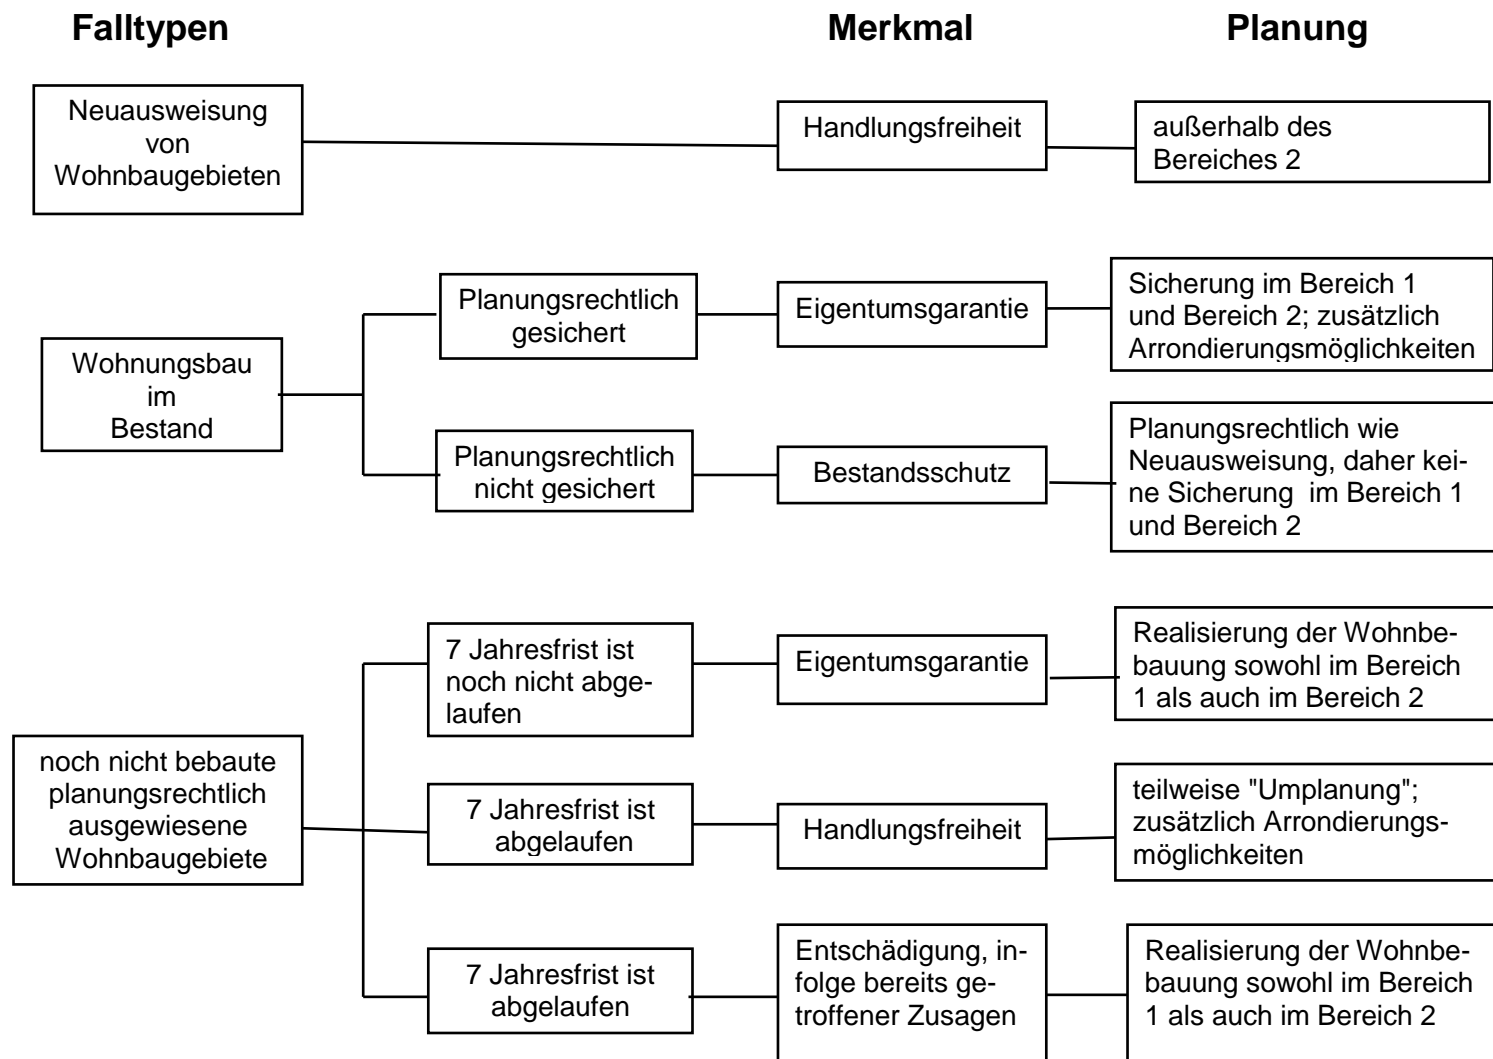 Falltypen
Merkmal
Planung
Neuausweisung
von
Wohnbaugebieten
Handlungsfreiheit
außerhalb des
Bereiches 2
Wohnungsbau
im
Bestand
Planungsrechtlich
gesichert
Eigentumsgarantie
Sicherung im Bereich 1
und Bereich 2; zusätzlich
Arrondierungsmöglichkeiten
Planungsrechtlich
nicht gesichert
Bestandsschutz
Planungsrechtlich wie
Neuausweisung, daher kei-
ne Sicherung im Bereich 1
und Bereich 2
noch nicht bebaute
planungsrechtlich
ausgewiesene
Wohnbaugebiete
7 Jahresfrist ist
noch nicht abge-
laufen
Eigentumsgarantie
Realisierung der Wohnbe-
bauung sowohl im Bereich
1 als auch im Bereich 2
7 Jahresfrist ist
abgelaufen
Handlungsfreiheit
teilweise "Umplanung";
zusätzlich Arrondierungs-
möglichkeiten
7 Jahresfrist ist
abgelaufen
Entschädigung, in-
folge bereits ge-
troffener Zusagen
Realisierung der Wohnbe-
bauung sowohl im Bereich
1 als auch im Bereich 2